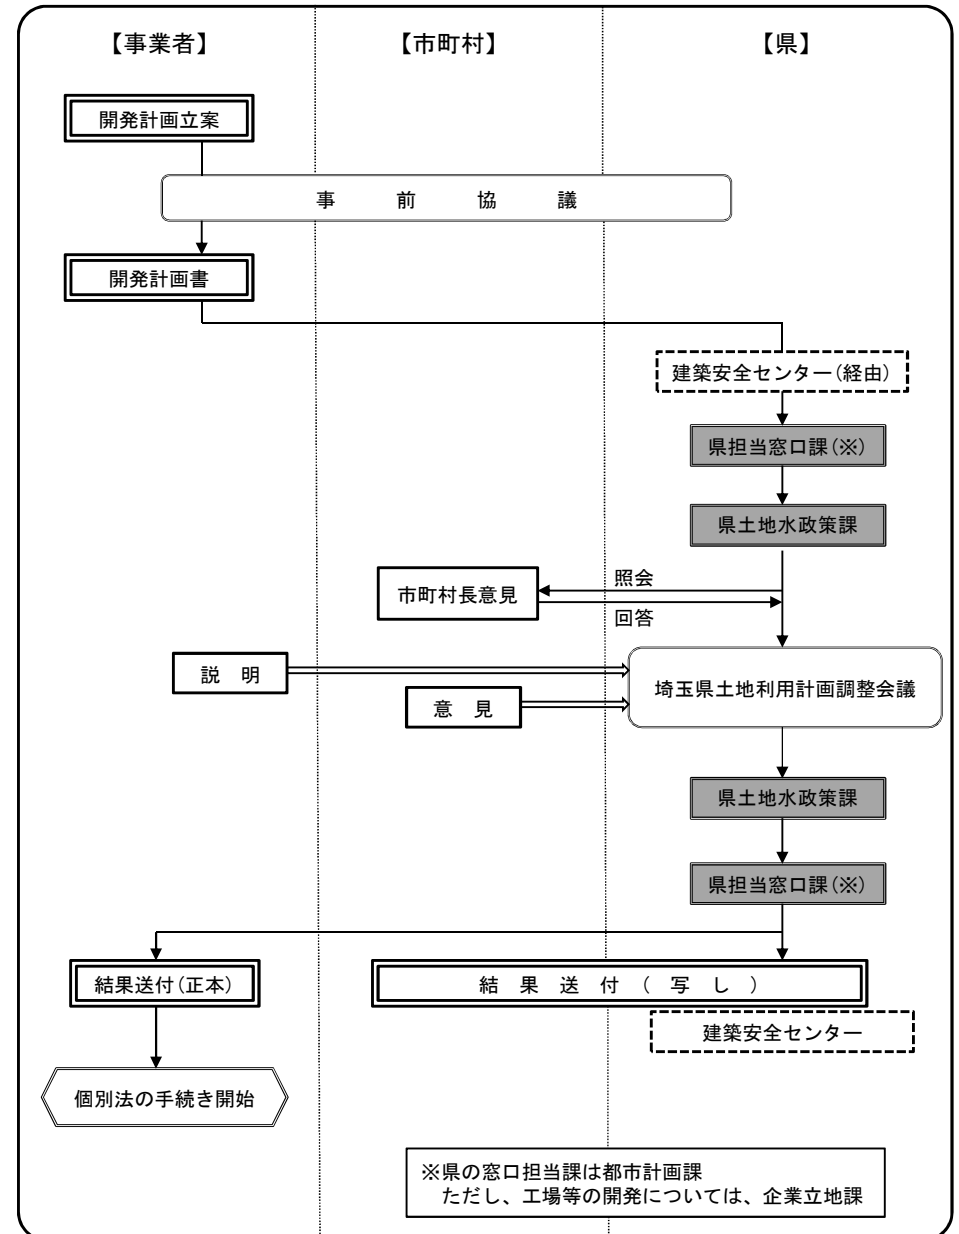 【事業者】
【市町村】
【県】
開発計画立案
事前協議
開発計画書
建築安全センター(経由)
県担当窓口課(※)
県土地水政策課
照会
市町村長意見
回答
説 明
埼玉県土地利用計画調整会議
意 見
県土地水政策課
県担当窓口課(※)
結果送付(正本)
結 果 送 付 ( 写 し )
建築安全センター
個別法の手続き開始
※県の窓口担当課は都市計画課
ただし、工場等の開発については、企業立地課